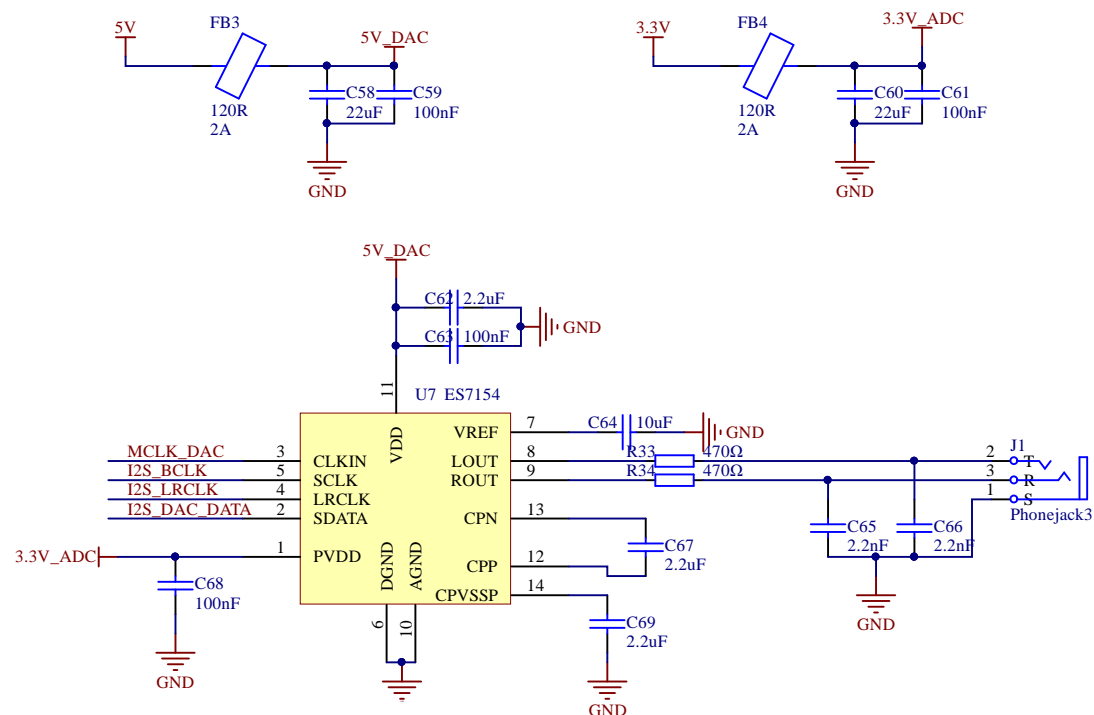 5V
FB3
5V_DAC
120R
2A
C58
22uF
C59
100nF
GND
3.3V
FB4
3.3V_ADC
120R
2A
C60
22uF
C61
100nF
GND
5V_DAC
C62 2.2uF
C63 100nF
GND
11
U7 ES7154
VDD
VREF
7
C64 10uF
GND
MCLK_DAC
3
CLKIN
LOUT
8
R33 470Ω
I2S_BCLK
5
SCLK
ROUT
9
R34 470Ω
I2S_LRCLK
4
LRCLK
I2S_DAC_DATA
2
SDATA
CPN
13
3.3V_ADC
1
PVDD
DGND
AGND
CPP
12
C67
2.2uF
CPVSSP
14
C68
100nF
GND
6
10
C69
2.2uF
GND
J1
2
T
3
R
1
S
Phonejack3
C65
2.2nF
C66
2.2nF
GND